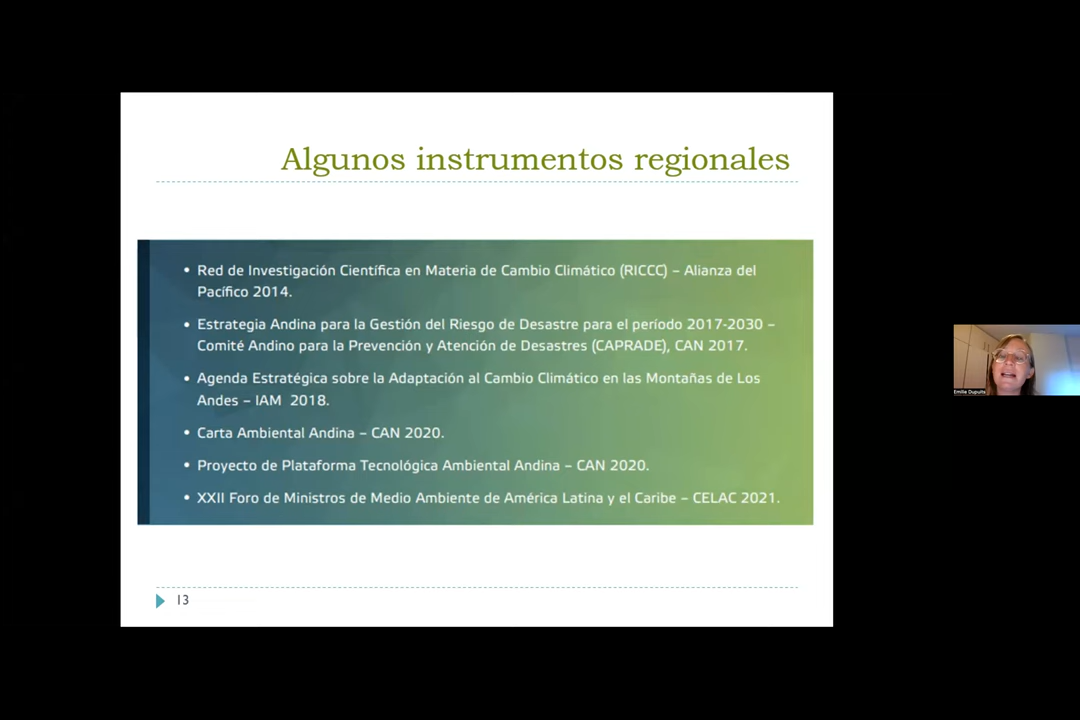 Algunos instrumentos regionales
• Red de Investigación Científica en Materia de Cambio Climático (RICCC) – Alianza del
Pacífico 2014.
• Estrategia Andina para la Gestión del Riesgo de Desastre para el período 2017-2030 –
Comité Andino para la Prevención y Atención de Desastres (CAPRADE), CAN 2017.
• Agenda Estratégica sobre la Adaptación al Cambio Climático en las Montañas de Los
Andes – IAM 2018.
• Carta Ambiental Andina – CAN 2020.
• Proyecto de Plataforma Tecnológica Ambiental Andina – CAN 2020.
• XXII Foro de Ministros de Medio Ambiente de América Latina y el Caribe – CELAC 2021.
13
Emilie Dupuits